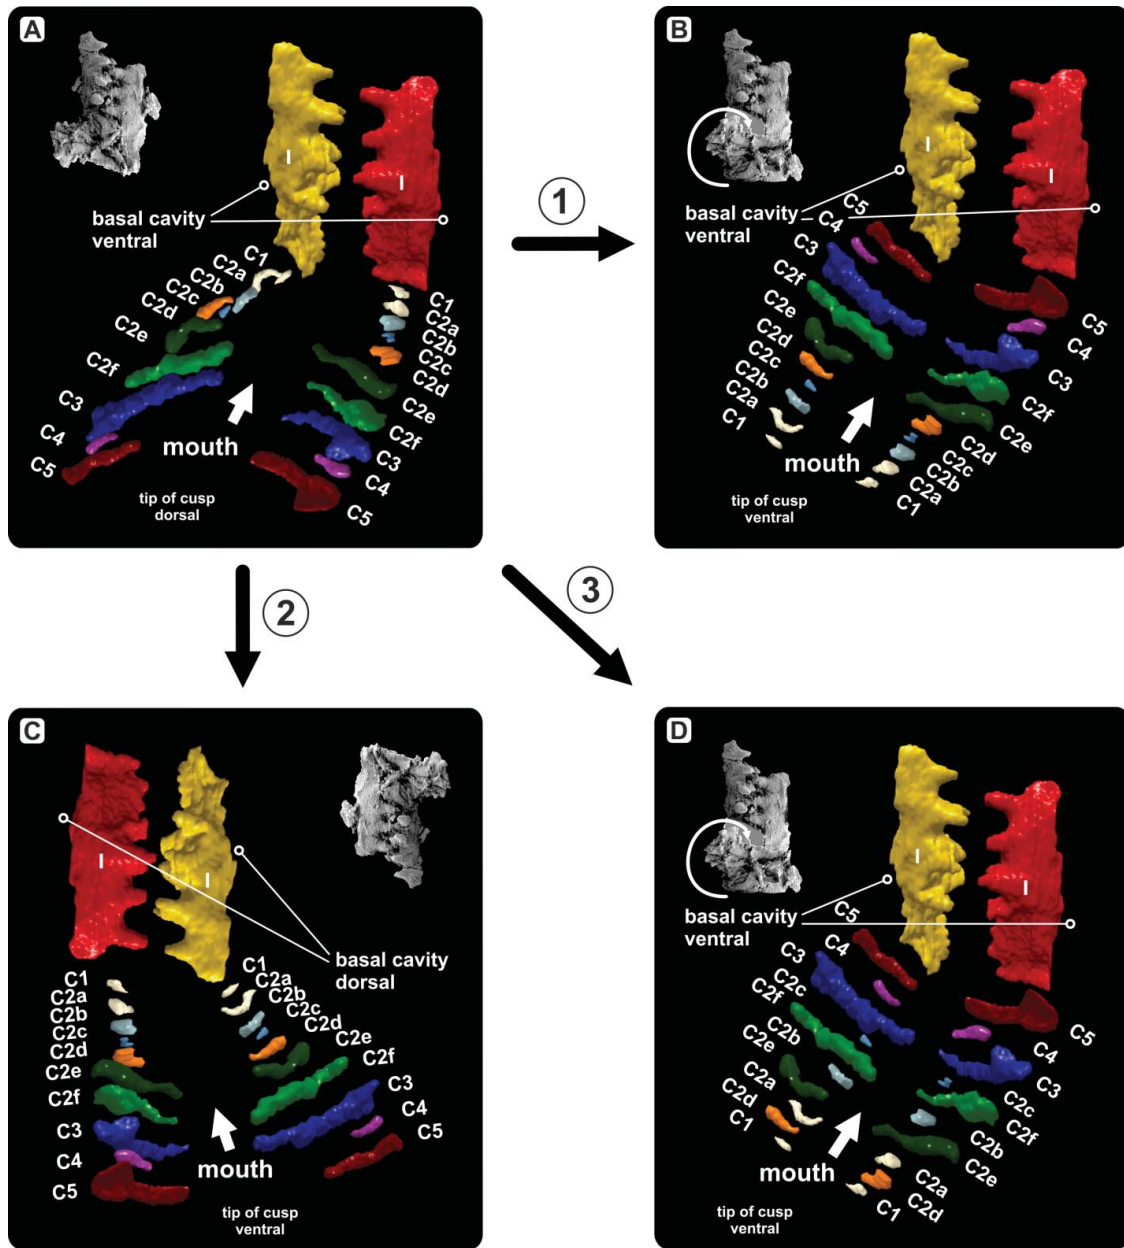 A
I
I
basal cavity
ventral
C1
C2a
C2b
C2c
C2d
C2e
C2f
C3
C4
C5
C1
C2a
C2b
C2c
C2d
C2e
C2f
C3
C4
C5
mouth
tip of cusp
dorsal
1
B
I
I
basal cavity
ventral
C5
C4
C3
C2f
C2e
C2d
C2c
C2b
C2a
C1
C5
C4
C3
C2f
C2e
C2d
C2c
C2b
C2a
C1
mouth
tip of cusp
ventral
2
3
C
I
I
basal cavity
dorsal
C1
C2a
C2b
C2c
C2d
C2e
C2f
C3
C4
C5
C1
C2a
C2b
C2c
C2d
C2e
C2f
C3
C4
C5
mouth
tip of cusp
ventral
D
I
I
basal cavity
ventral
C5
C4
C3
C2c
C2f
C2b
C2e
C2a
C2d
C1
C5
C4
C3
C2c
C2f
C2b
C2e
C2a
C2d
C1
mouth
tip of cusp
ventral